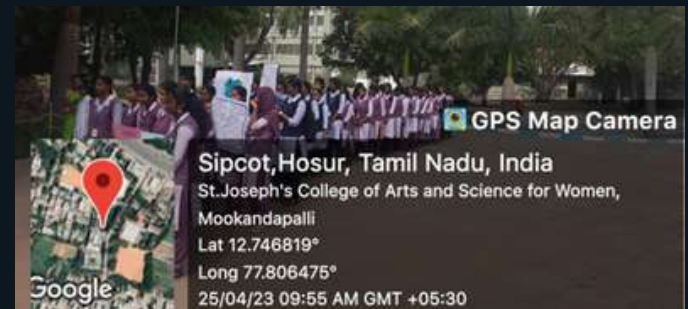 GPS Map Camera
Sipcot,Hosur, Tamil Nadu, India
St.Joseph's College of Arts and Science for Women,
Mookandapalli
Lat 12.746819°
Long 77.806475°
25/04/23 09:55 AM GMT +05:30
Google